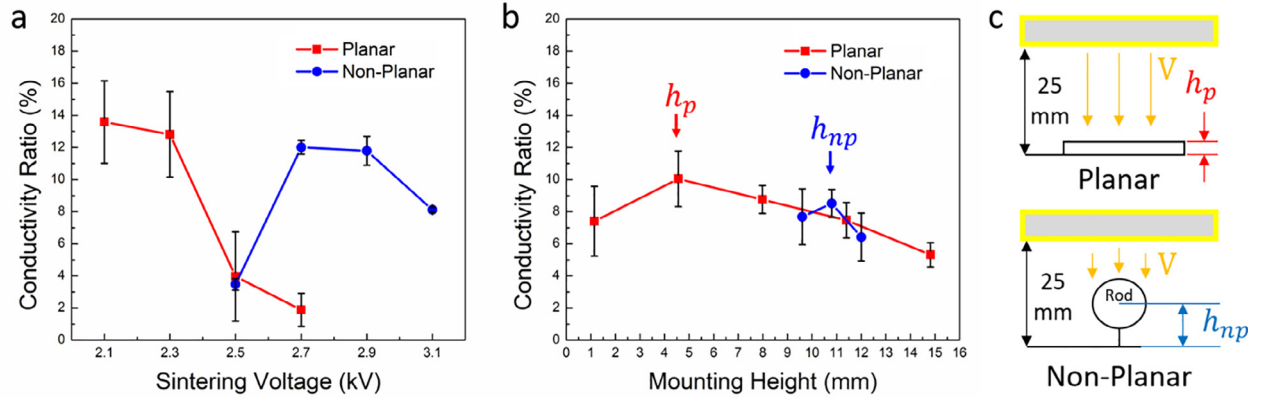 a
Conductivity Ratio (%)
20
18
16
14
12
10
8
6
4
2
0
Planar
Non-Planar
2.1 2.3 2.5 2.7 2.9 3.1
Sintering Voltage (kV)
b
Conductivity Ratio (%)
20
18
16
14
12
10
8
6
4
2
0
Planar
Non-Planar
hp
hnp
0 1 2 3 4 5 6 7 8 9 10 11 12 13 14 15 16
Mounting Height (mm)
c
25
mm
V
hp
Planar
25
mm
V
Rod
hnp
Non-Planar